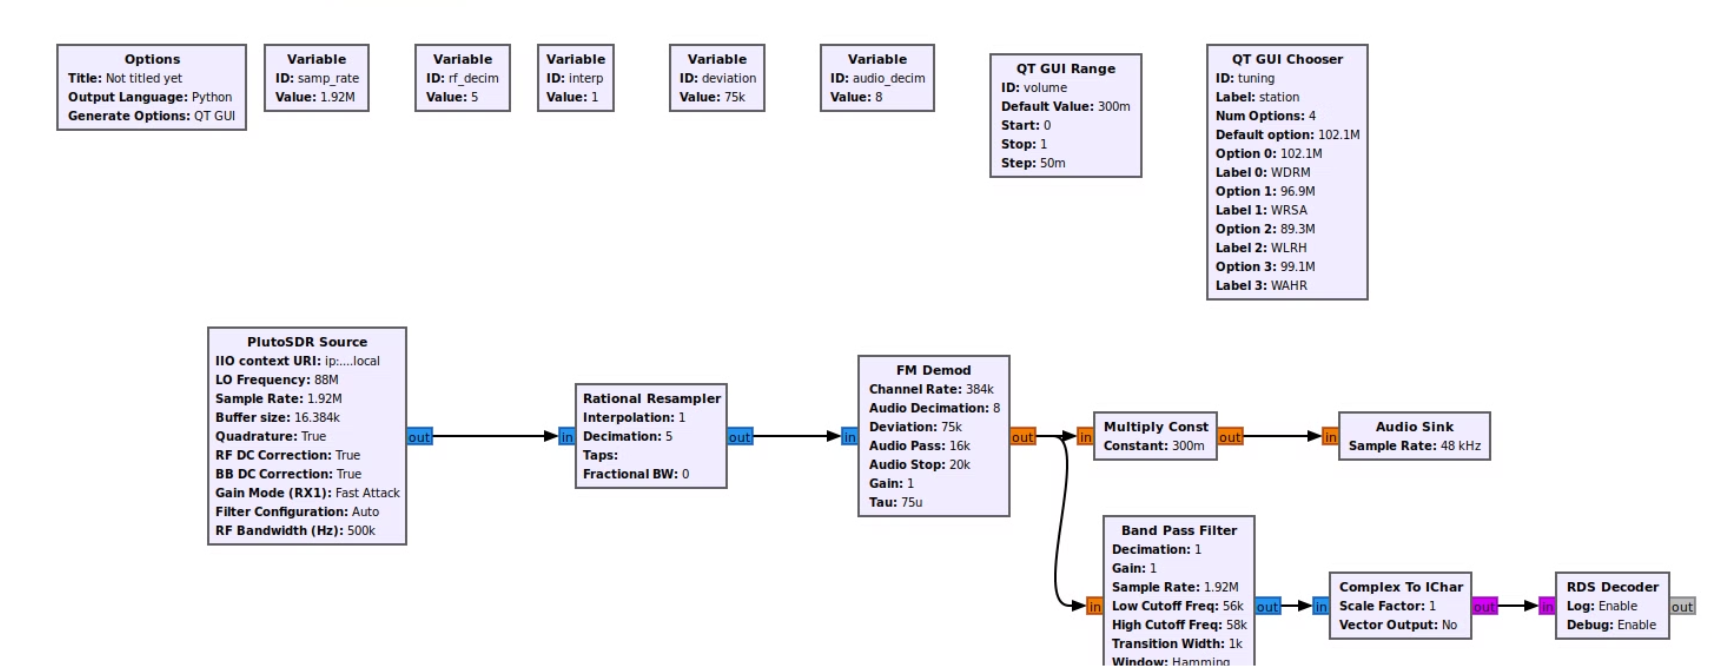 Options
Title: Not titled yet
Output Language: Python
Generate Options: QT GUI
Variable
ID: samp_rate
Value: 1.92M
Variable
ID: rf_decim
Value: 5
Variable
ID: interp
Value: 1
Variable
ID: deviation
Value: 75k
Variable
ID: audio_decim
Value: 8
QT GUI Range
ID: volume
Default Value: 300m
Start: 0
Stop: 1
Step: 50m
QT GUI Chooser
ID: tuning
Label: station
Num Options: 4
Default option: 102.1M
Option 0: 102.1M
Label 0: WDRM
Option 1: 96.9M
Label 1: WRSA
Option 2: 89.3M
Label 2: WLRH
Option 3: 99.1M
Label 3: WAHR
PlutoSDR Source
IIO context URI: ip:....local
LO Frequency: 88M
Sample Rate: 1.92M
Buffer size: 16.384k
Quadrature: True
RF DC Correction: True
BB DC Correction: True
Gain Mode (RX1): Fast Attack
Filter Configuration: Auto
RF Bandwidth (Hz): 500k
out
in
Rational Resampler
Interpolation: 1
Decimation: 5
Taps:
Fractional BW: 0
out
in
FM Demod
Channel Rate: 384k
Audio Decimation: 8
Deviation: 75k
Audio Pass: 16k
Audio Stop: 20k
Gain: 1
Tau: 75u
out
in
Multiply Const
Constant: 300m
out
in
Audio Sink
Sample Rate: 48 kHz
in
Band Pass Filter
Decimation: 1
Gain: 1
Sample Rate: 1.92M
Low Cutoff Freq: 56k
High Cutoff Freq: 58k
Transition Width: 1k
Window: Hamming
out
in
Complex To IChar
Scale Factor: 1
Vector Output: No
out
in
RDS Decoder
Log: Enable
Debug: Enable
out